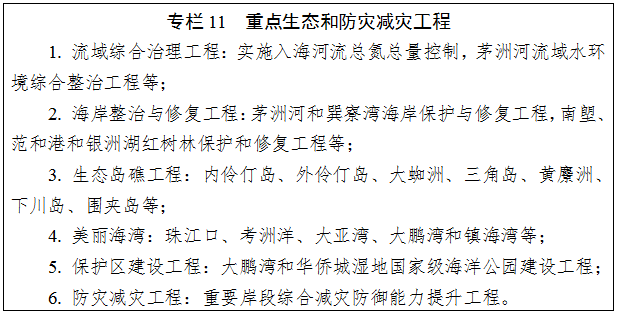 专栏 11 重点生态和防灾减灾工程
1. 流域综合治理工程：实施入海河流总氮总量控制，茅洲河流域水环
境综合整治工程等；
2. 海岸整治与修复工程：茅洲河和巽寮湾海岸保护与修复工程，南塱、
范和港和银洲湖红树林保护和修复工程等；
3. 生态岛礁工程：内伶仃岛、外伶仃岛、大蜘洲、三角岛、黄麖洲、
下川岛、围夹岛等；
4. 美丽海湾：珠江口、考洲洋、大亚湾、大鹏湾和镇海湾等；
5. 保护区建设工程：大鹏湾和华侨城湿地国家级海洋公园建设工程；
6. 防灾减灾工程：重要岸段综合减灾防御能力提升工程。